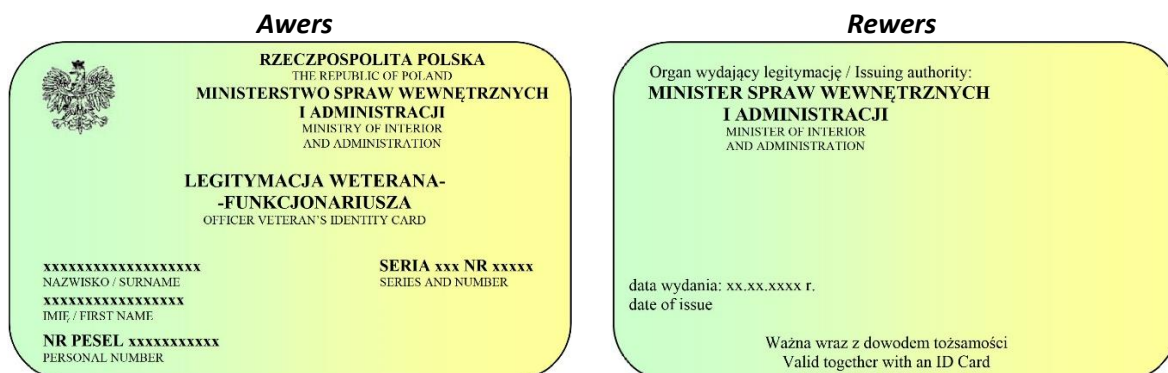 Awers
RZECZPOSPOLITA POLSKA
THE REPUBLIC OF POLAND
MINISTERSTWO SPRAW WEWNĘTRZNYCH
I ADMINISTRACJI
MINISTRY OF INTERIOR
AND ADMINISTRATION
LEGITYMACJA WETERANA-
-FUNKCJONARIUSZA
OFFICER VETERAN'S IDENTITY CARD
xxxxxxxxxxxxxxxxxxx
NAZWISKO / SURNAME
xxxxxxxxxxxxxxxxx
IMIĘ / FIRST NAME
NR PESEL xxxxxxxxxxx
PERSONAL NUMBER
SERIA xxx NR xxxxx
SERIES AND NUMBER
Rewers
Organ wydający legitymację / Issuing authority:
MINISTER SPRAW WEWNĘTRZNYCH
I ADMINISTRACJI
MINISTER OF INTERIOR
AND ADMINISTRATION
data wydania: xx.xx.xxxx r.
date of issue
Ważna wraz z dowodem tożsamości
Valid together with an ID Card